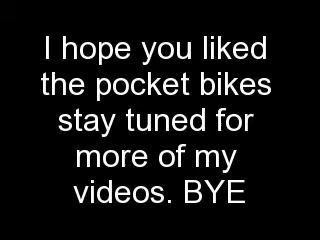 I hope you liked
the pocket bikes
stay tuned for
more of my
videos. BYE